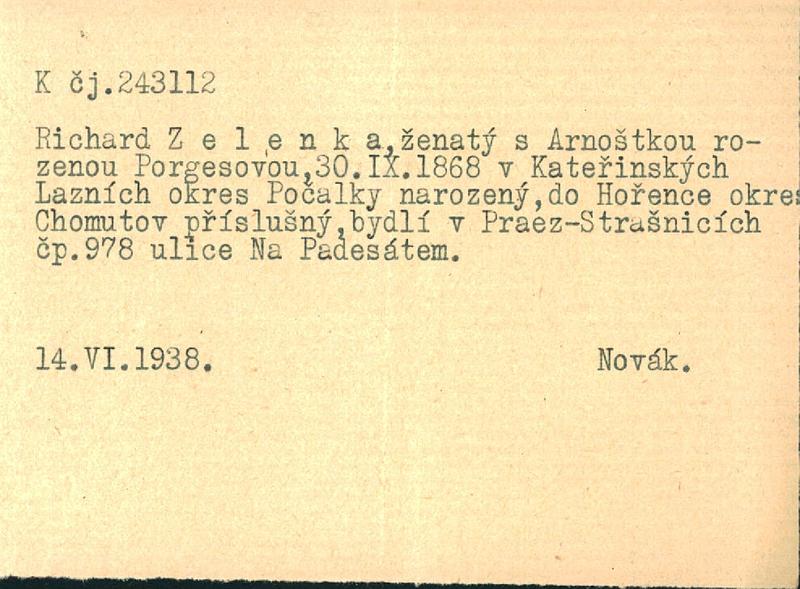 K čj.243112
Richard Z e l e n k a,ženatý s Arnoštkou ro-
zenou Porgesovou,30.IX.1868 v Kateřinských
Lazních okres Počalky narozený,do Hořence okres
Chomutov příslušný,bydlí v Praez-Strašnicích
čp.978 ulice Na Padesátem.
14.VI.1938.
Novák.